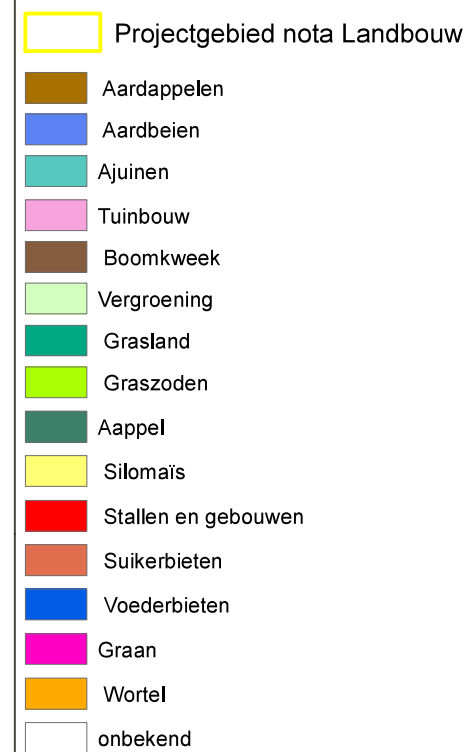 Projectgebied nota Landbouw
Aardappelen
Aardbeien
Ajuinen
Tuinbouw
Boomkweek
Vergroening
Grasland
Graszoden
Aappel
Silomaïs
Stallen en gebouwen
Suikerbieten
Voederbieten
Graan
Wortel
onbekend